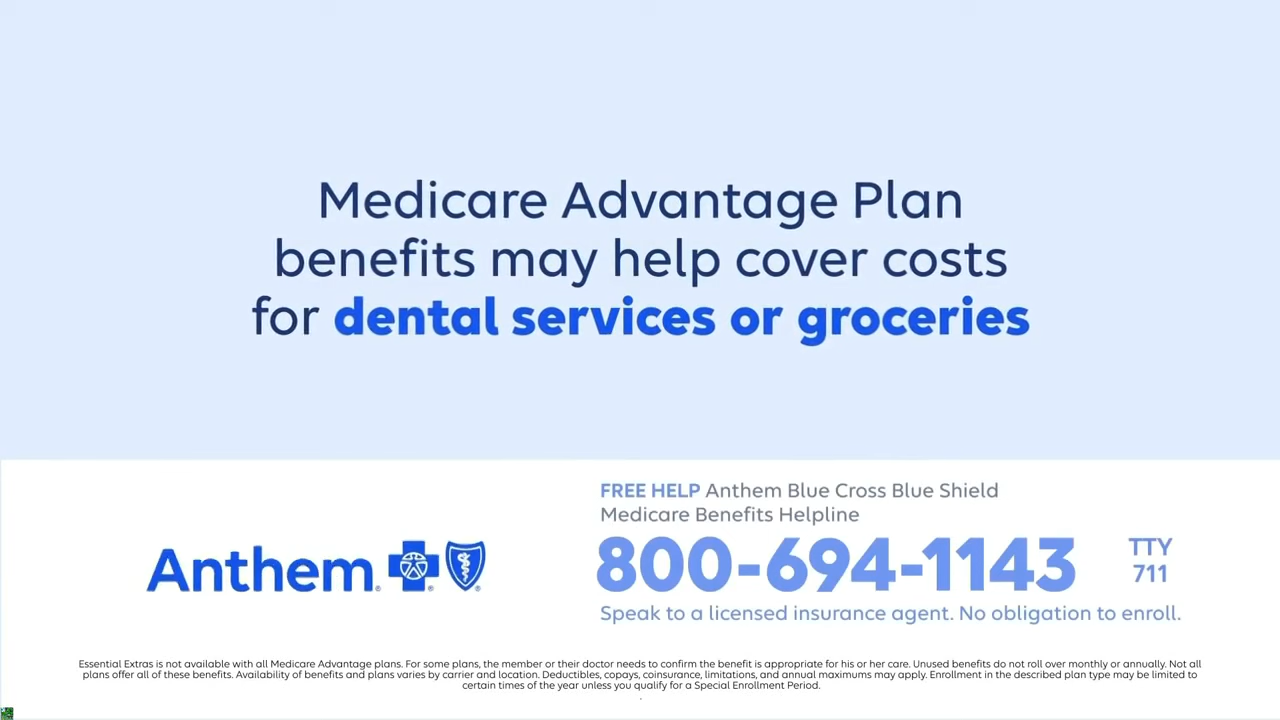 Medicare Advantage Plan
benefits may help cover costs
for dental services or groceries
Anthem
FREE HELP Anthem Blue Cross Blue Shield
Medicare Benefits Helpline
800-694-1143
TTY
711
Speak to a licensed insurance agent. No obligation to enroll.
Essential Extras is not available with all Medicare Advantage plans. For some plans, the member or their doctor needs to confirm the benefit is appropriate for his or her care. Unused benefits do not roll over monthly or annually. Not all
plans offer all of these benefits. Availability of benefits and plans varies by carrier and location. Deductibles, copays, coinsurance, limitations, and annual maximums may apply. Enrollment in the described plan type may be limited to
certain times of the year unless you qualify for a Special Enrollment Period.